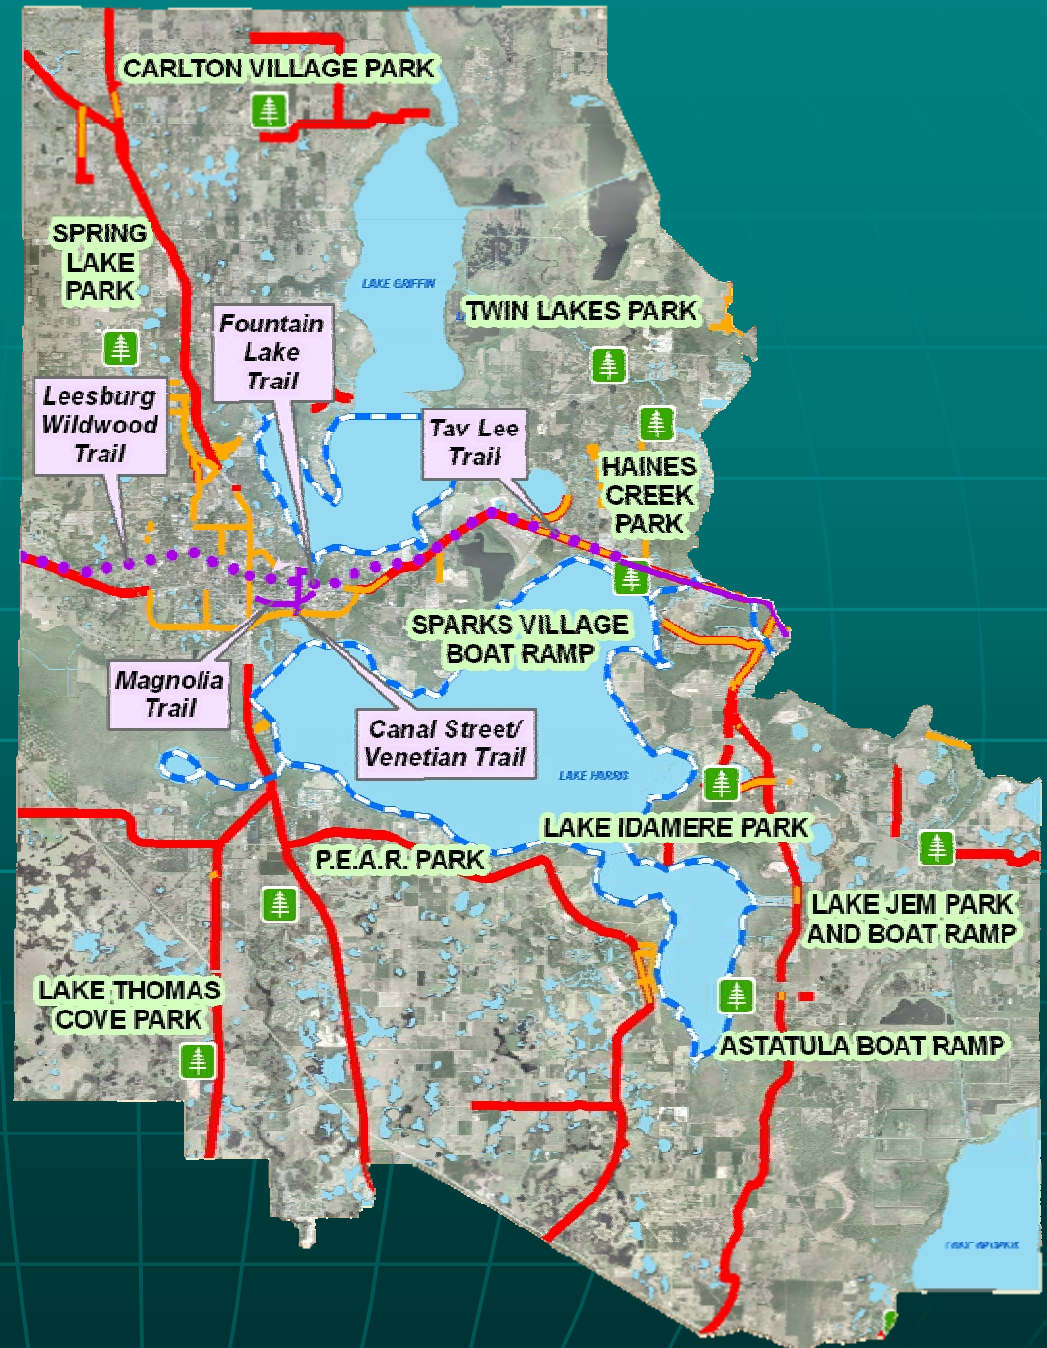 CARLTON VILLAGE PARK
SPRING
LAKE
PARK
LAKE GRIFFIN
TWIN LAKES PARK
Fountain
Lake
Trail
Leesburg
Wildwood
Trail
Tav Lee
Trail
HAINES
CREEK
PARK
SPARKS VILLAGE
BOAT RAMP
Magnolia
Trail
Canal Street/
Venetian Trail
LAKE HARRIS
LAKE IDAMERE PARK
P.E.A.R. PARK
LAKE JEM PARK
AND BOAT RAMP
LAKE THOMAS
COVE PARK
ASTATULA BOAT RAMP